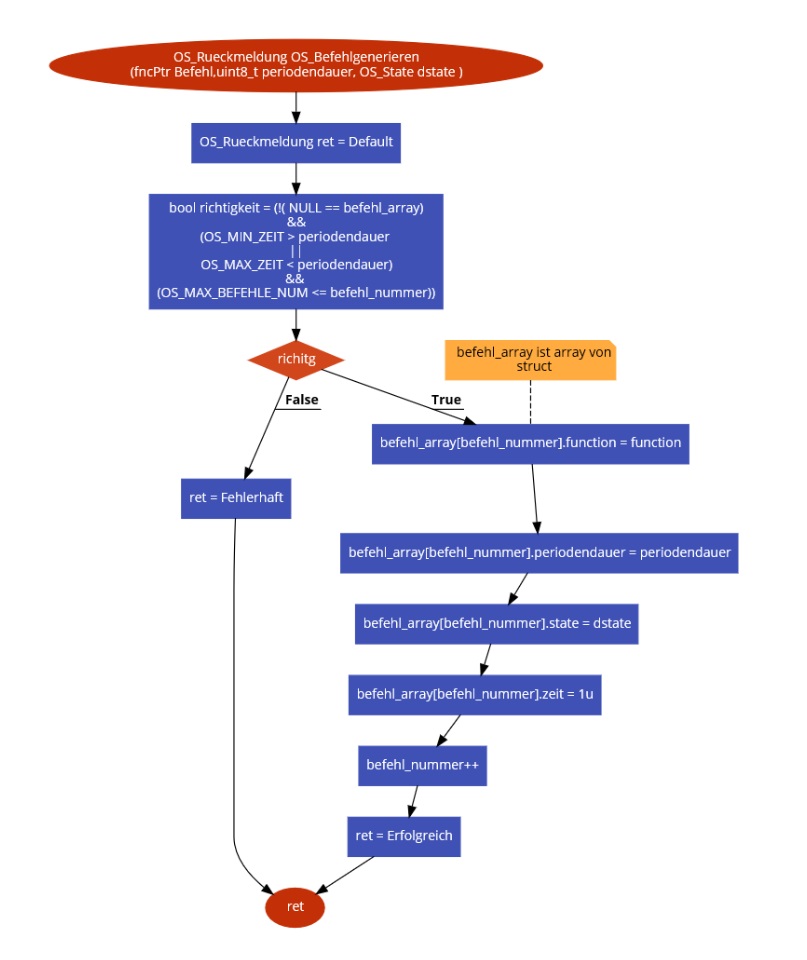 OS_Rueckmeldung OS_Befehlgenerieren
(fncPtr Befehl,uint8_t periodendauer, OS_State dstate )
OS_Rueckmeldung ret = Default
bool richtigkeit = (!( NULL == befehl_array)
&&
(OS_MIN_ZEIT > periodendauer
||
OS_MAX_ZEIT < periodendauer)
&&
(OS_MAX_BEFEHLE_NUM <= befehl_nummer))
richitg
befehl_array ist array von
struct
False
True
befehl_array[befehl_nummer].function = function
ret = Fehlerhaft
befehl_array[befehl_nummer].periodendauer = periodendauer
befehl_array[befehl_nummer].state = dstate
befehl_array[befehl_nummer].zeit = 1u
befehl_nummer++
ret = Erfolgreich
ret